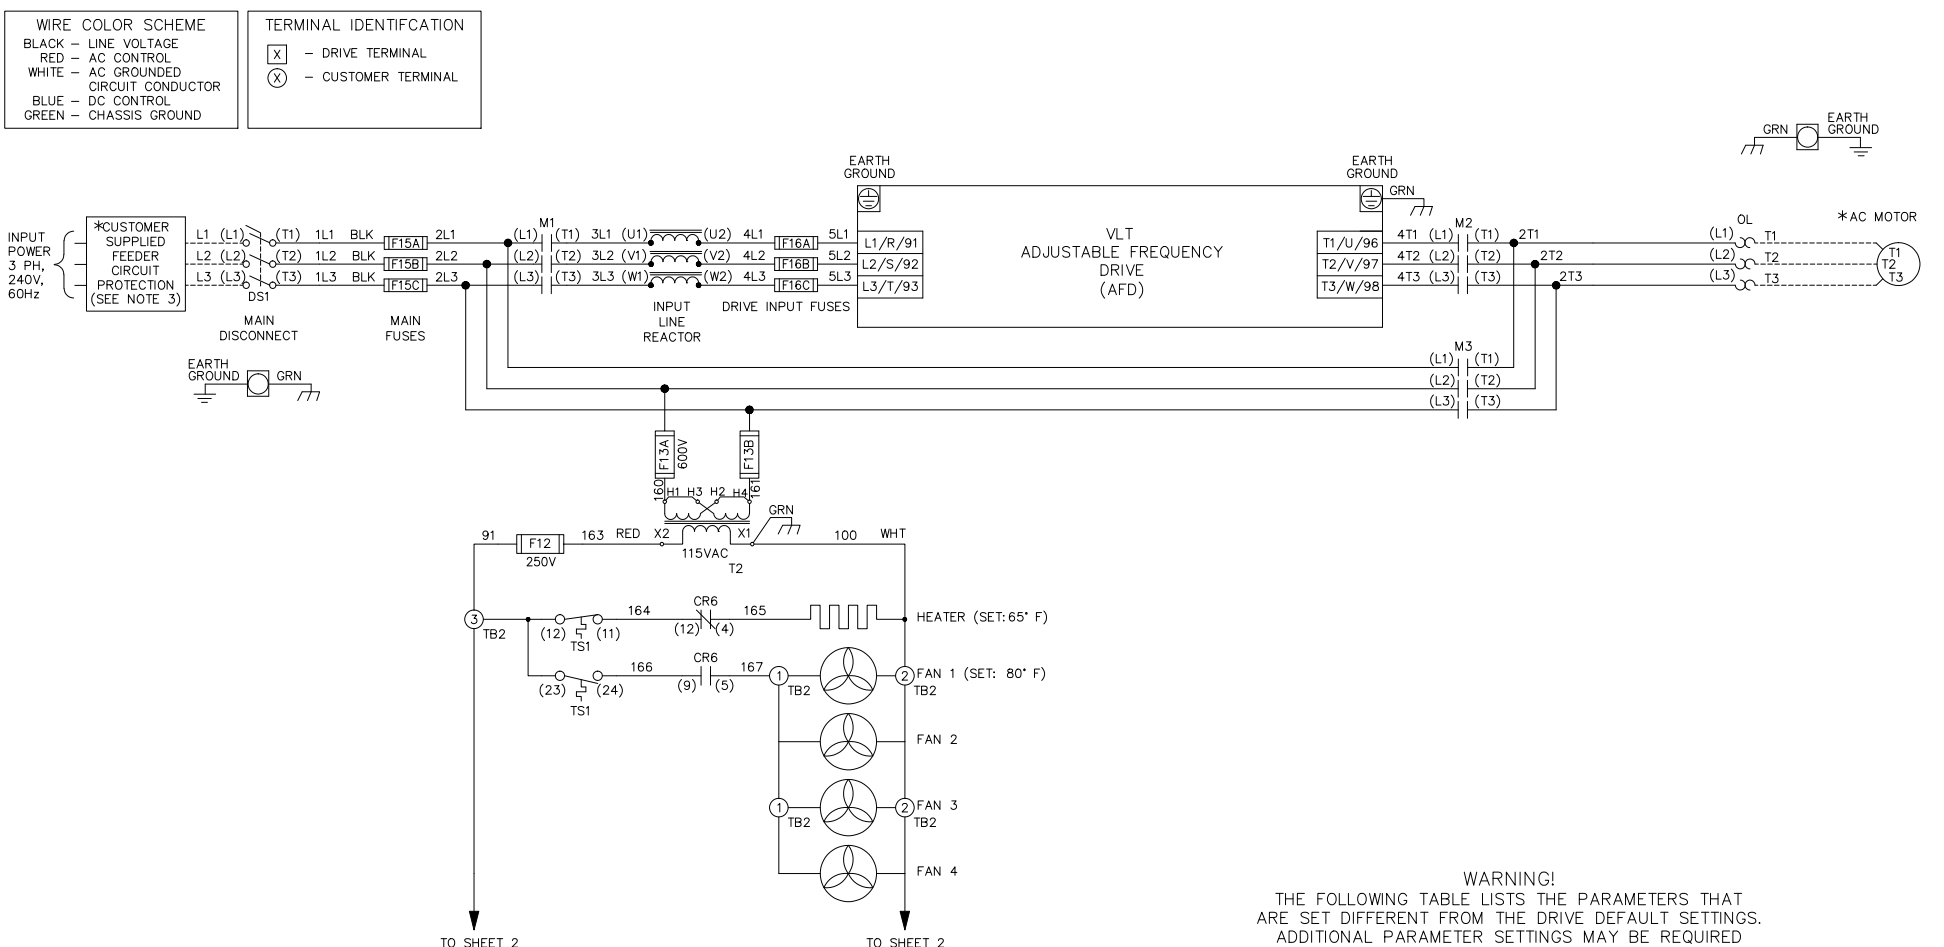 WIRE COLOR SCHEME
BLACK – LINE VOLTAGE
RED – AC CONTROL
WHITE – AC GROUNDED
CIRCUIT CONDUCTOR
BLUE – DC CONTROL
GREEN – CHASSIS GROUND
TERMINAL IDENTIFCATION
X – DRIVE TERMINAL
X – CUSTOMER TERMINAL
GRN EARTH
GROUND
EARTH
GROUND
EARTH
GROUND
GRN
INPUT
POWER
3 PH,
240V,
60Hz
*CUSTOMER
SUPPLIED
FEEDER
CIRCUIT
PROTECTION
(SEE NOTE 3)
L1 (L1) (T1) 1L1 BLK F15A 2L1 (L1) M1 (T1) 3L1 (U1) (U2) 4L1 F16A 5L1 L1/R/91
L2 (L2) (T2) 1L2 BLK F15B 2L2 (L2) (T2) 3L2 (V1) (V2) 4L2 F16B 5L2 L2/S/92
L3 (L3) (T3) 1L3 BLK F15C 2L3 (L3) (T3) 3L3 (W1) (W2) 4L3 F16C 5L3 L3/T/93
DS1
MAIN
DISCONNECT
MAIN
FUSES
INPUT
LINE
REACTOR
DRIVE INPUT FUSES
VLT
ADJUSTABLE FREQUENCY
DRIVE
(AFD)
T1/U/96 4T1 (L1) M2 (T1) 2T1 (L1) OL T1
T2/V/97 4T2 (L2) (T2) 2T2 (L2) T2
T3/W/98 4T3 (L3) (T3) 2T3 (L3) T3
*AC MOTOR
T1
T2
T3
EARTH
GROUND GRN
M3
(L1) (T1)
(L2) (T2)
(L3) (T3)
F13A
600V
F13B
160
161
H1 H3 H2 H4
GRN
91 F12 163 RED X2 X1 100 WHT
250V
115VAC
T2
3
TB2
(12) (11)
TS1
164
CR6
(12) (4)
165
HEATER (SET: 65° F)
(23) (24)
TS1
166
CR6
(9) (5)
167
1
TB2
2
TB2
FAN 1 (SET: 80° F)
FAN 2
1
TB2
2
TB2
FAN 3
FAN 4
TO SHEET 2
TO SHEET 2
WARNING!
THE FOLLOWING TABLE LISTS THE PARAMETERS THAT
ARE SET DIFFERENT FROM THE DRIVE DEFAULT SETTINGS.
ADDITIONAL PARAMETER SETTINGS MAY BE REQUIRED